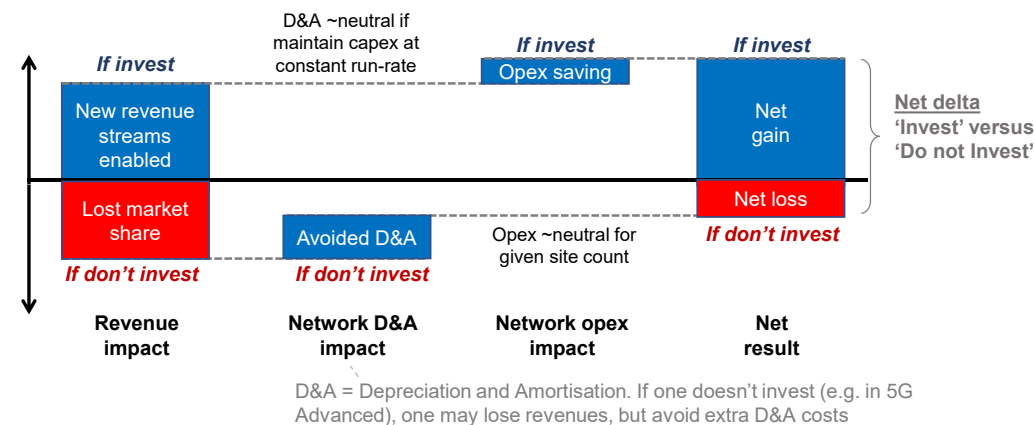 D&A ~neutral if
maintain capex at
constant run-rate
If invest
If invest
If invest
Opex saving
New revenue
streams
enabled
Net
gain
Net delta
‘Invest’ versus
‘Do not Invest’
Lost market
share
Avoided D&A
Net loss
If don’t invest
If don’t invest
Opex ~neutral for
given site count
If don’t invest
Revenue
impact
Network D&A
impact
Network opex
impact
Net
result
D&A = Depreciation and Amortisation. If one doesn’t invest (e.g. in 5G
Advanced), one may lose revenues, but avoid extra D&A costs